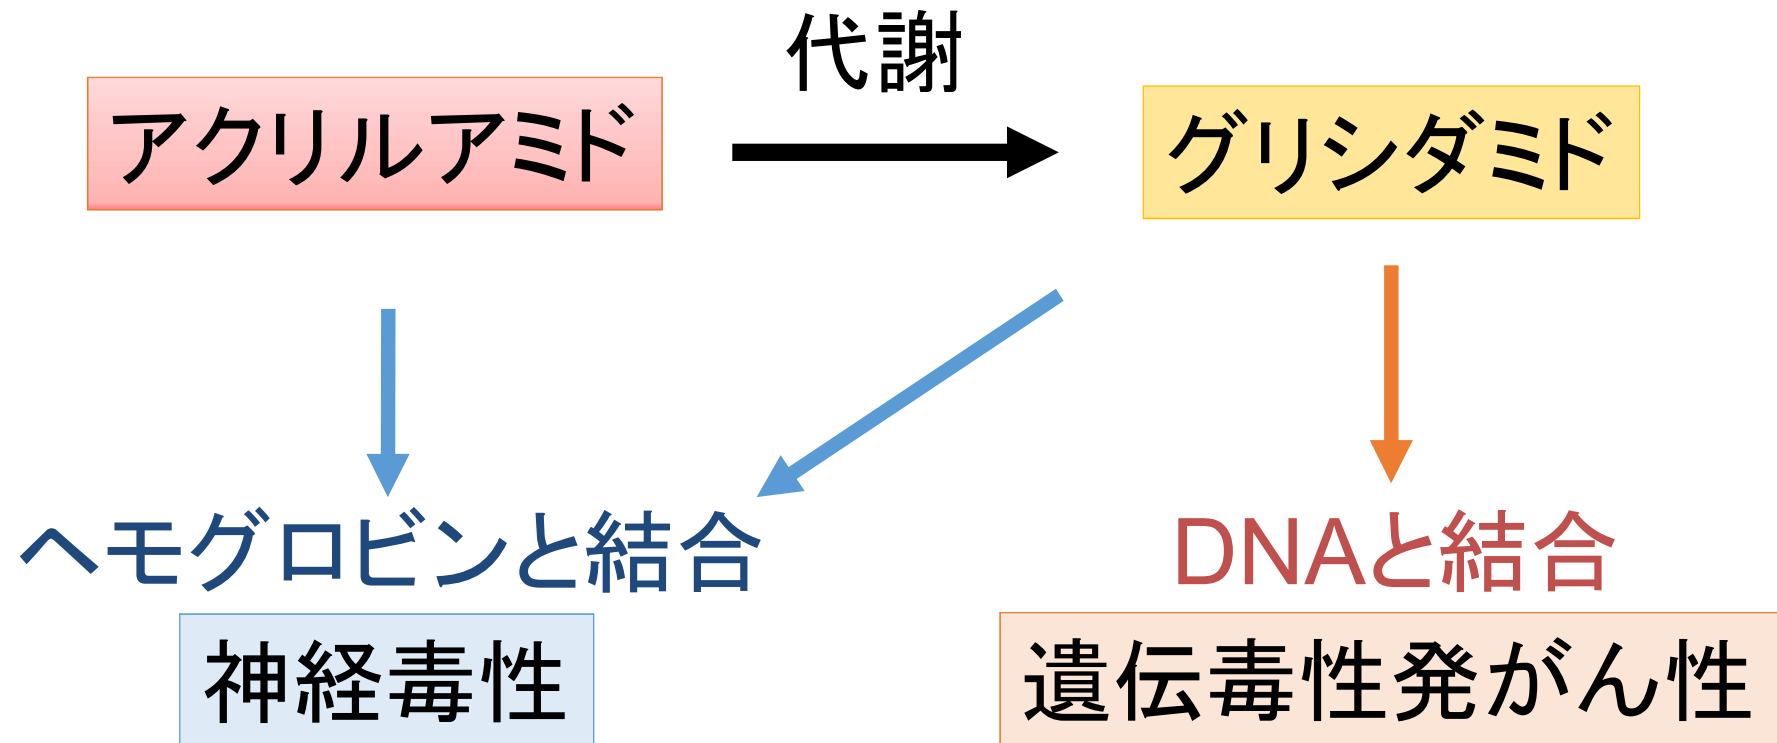 代謝
アクリルアミド
グリシダミド
ヘモグロビンと結合
DNAと結合
神経毒性
遺伝毒性発がん性